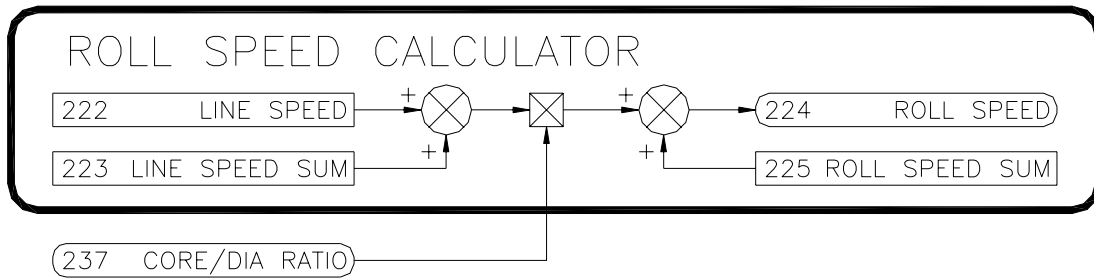 ROLL SPEED CALCULATOR
222 LINE SPEED
+
+
224 ROLL SPEED
223 LINE SPEED SUM
+
+
225 ROLL SPEED SUM
237 CORE/DIA RATIO